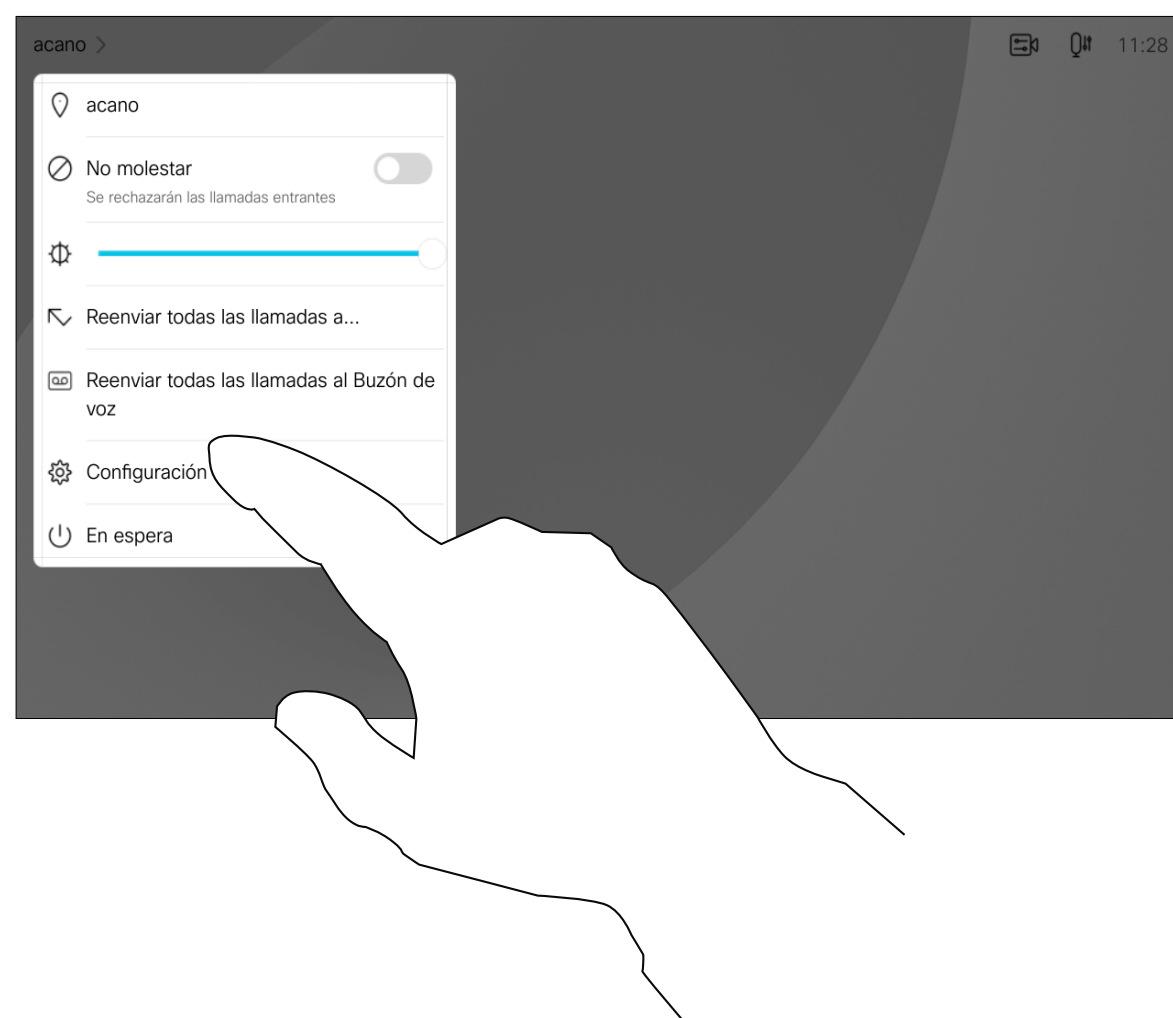 acano
11:28
acano
No molestar
Se rechazarán las llamadas entrantes
Reenviar todas las llamadas a...
Reenviar todas las llamadas al Buzón de
voz
Configuración
En espera